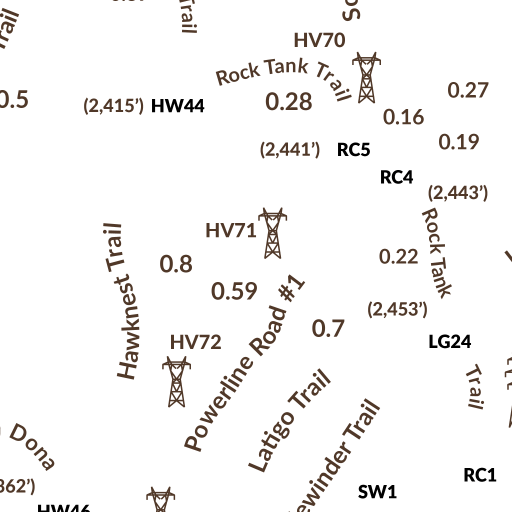 Trail
HV70
Rock Tank Trail
0.27
0.5
(2,415’) HW44
0.28
0.16
0.19
(2,441’) RC5
RC4
(2,443’)
Rock Tank
HV71
Hawknest Trail
0.8
0.22
0.59
(2,453’)
0.7
HV72
LG24
Powerline Road #1
Latigo Trail
Trail
Dona
RC1
SW1
HW46